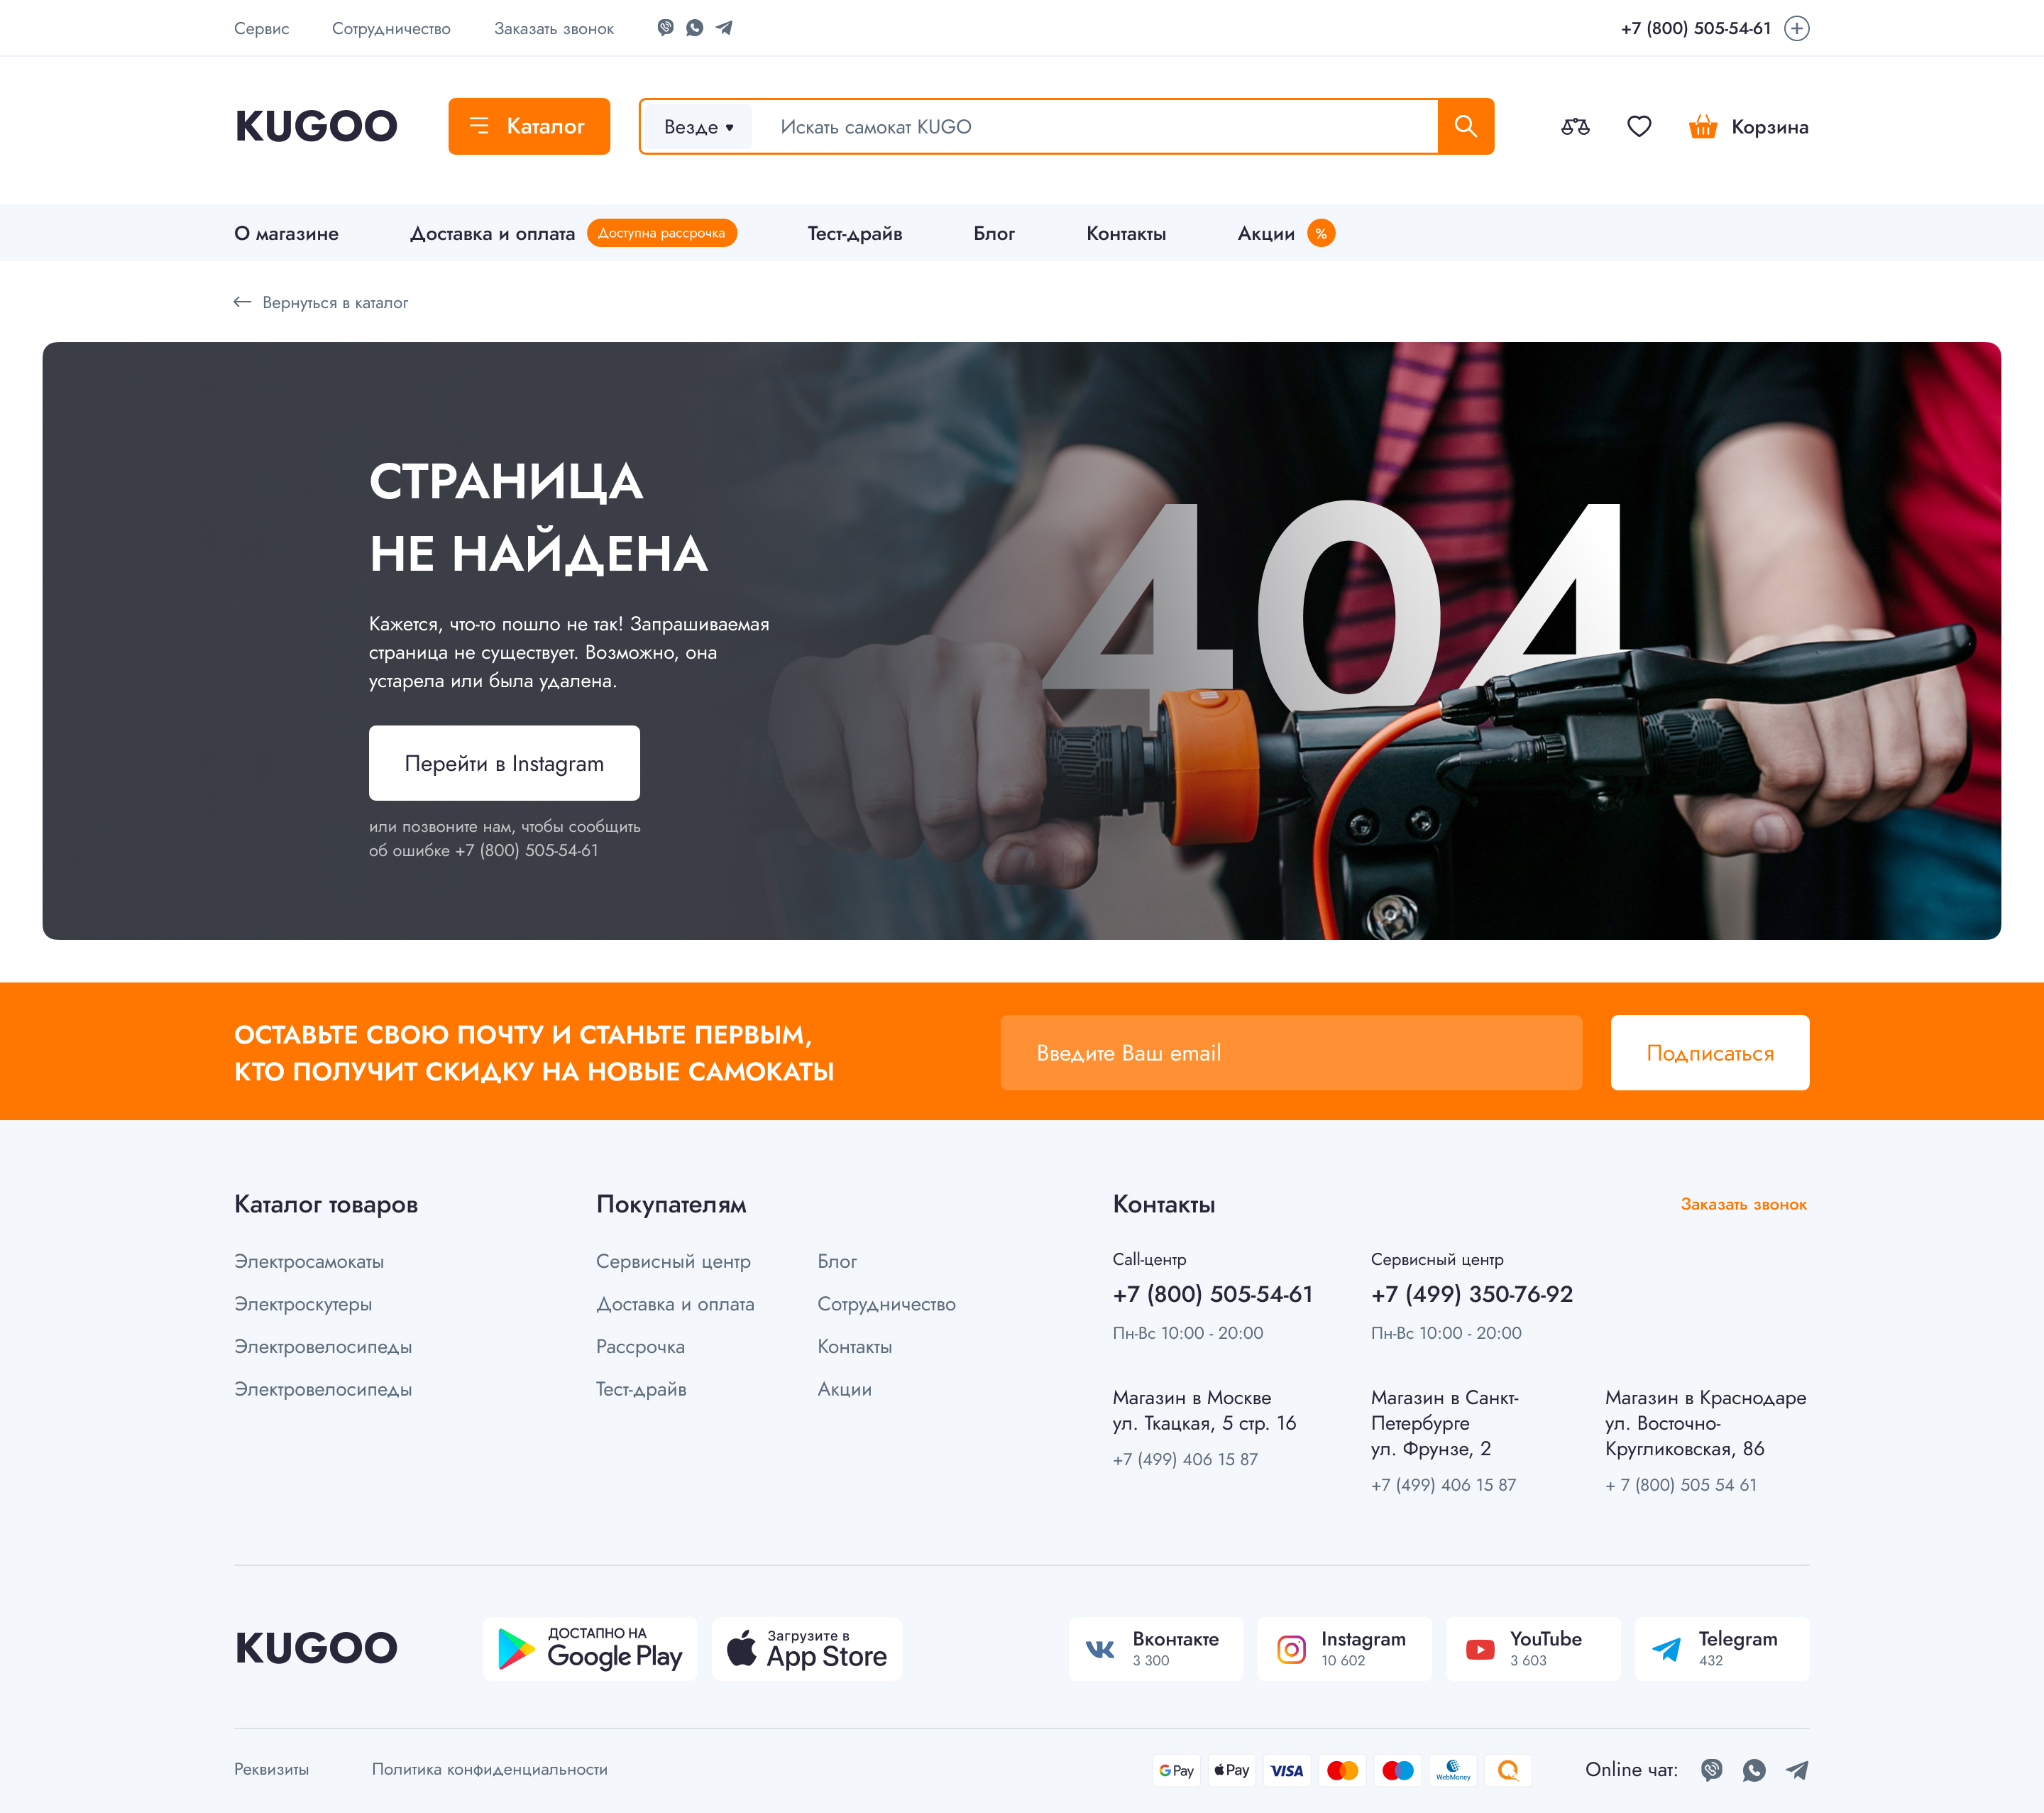 Сервис
Сотрудничество
Заказать звонок
+7 (800) 505-54-61
KUGOO
Каталог
Везде
Искать самокат KUGO
Корзина
О магазине
Доставка и оплата
Доступна рассрочка
Тест-драйв
Блог
Контакты
Акции
%
Вернуться в каталог
СТРАНИЦА
НЕ НАЙДЕНА
404
Кажется, что-то пошло не так! Запрашиваемая
страница не существует. Возможно, она
устарела или была удалена.
Перейти в Instagram
или позвоните нам, чтобы сообщить
об ошибке +7 (800) 505-54-61
ОСТАВЬТЕ СВОЮ ПОЧТУ И СТАНЬТЕ ПЕРВЫМ,
КТО ПОЛУЧИТ СКИДКУ НА НОВЫЕ САМОКАТЫ
Введите Ваш email
Подписаться
Каталог товаров
Электросамокаты
Электроскутеры
Электровелосипеды
Электровелосипеды
Покупателям
Сервисный центр
Доставка и оплата
Рассрочка
Тест-драйв
Блог
Сотрудничество
Контакты
Акции
Контакты
Заказать звонок
Call-центр
+7 (800) 505-54-61
Пн-Вс 10:00 - 20:00
Сервисный центр
+7 (499) 350-76-92
Пн-Вс 10:00 - 20:00
Магазин в Москве
ул. Ткацкая, 5 стр. 16
+7 (499) 406 15 87
Магазин в Санкт-
Петербурге
ул. Фрунзе, 2
+7 (499) 406 15 87
Магазин в Краснодаре
ул. Восточно-
Кругликовская, 86
+ 7 (800) 505 54 61
KUGOO
ДОСТАПНО НА
Google Play
Загрузите в
App Store
Вконтакте
3 300
Instagram
10 602
YouTube
3 603
Telegram
432
Реквизиты
Политика конфиденциальности
G Pay
Pay
VISA
WebMoney
Online чат: